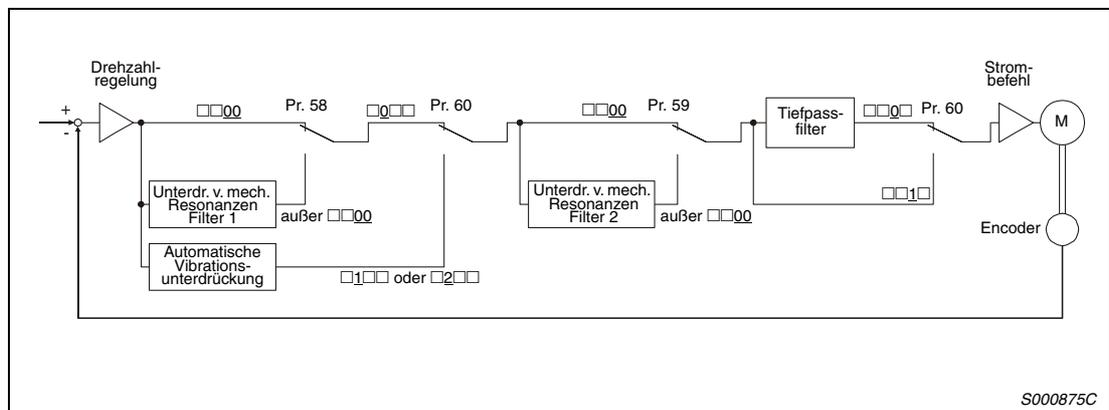 Drehzahl-
regelung
+
-
□□00
Pr. 58
□0□□
Pr. 60
□□00
Pr. 59
Tiefpass-
filter
□□0□
Pr. 60
Strom-
befehl
M
Unterdr. v. mech.
Resonanzen
Filter 1
außer □□00
Unterdr. v. mech.
Resonanzen
Filter 2
außer □□00
□□1□
Encoder
Automatische
Vibrations-
unterdrückung
□1□□ oder □2□□
S000875C